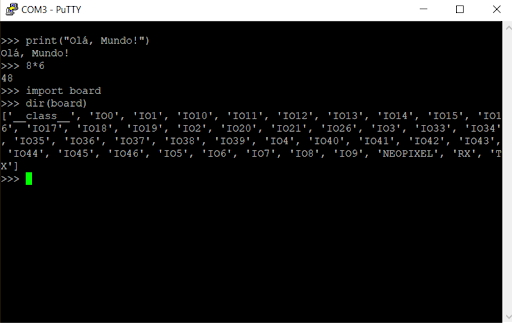 COM3 - PuTTY
>>> print("Olá, Mundo!")
Olá, Mundo!
>>> 8*6
48
>>> import board
>>> dir(board)
['__class__', 'IO0', 'IO1', 'IO10', 'IO11', 'IO12', 'IO13', 'IO14', 'IO15', 'IO1
6', 'IO17', 'IO18', 'IO19', 'IO2', 'IO20', 'IO21', 'IO26', 'IO3', 'IO33', 'IO34'
, 'IO35', 'IO36', 'IO37', 'IO38', 'IO39', 'IO4', 'IO40', 'IO41', 'IO42', 'IO43',
 'IO44', 'IO45', 'IO46', 'IO5', 'IO6', 'IO7', 'IO8', 'IO9', 'NEOPIXEL', 'RX', 'T
X']
>>>